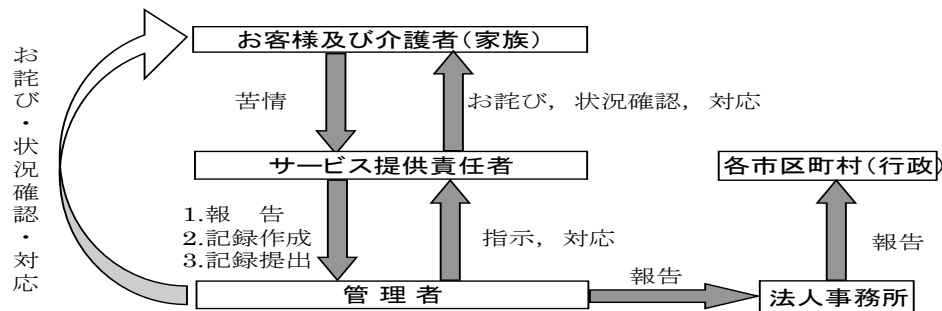 お客様及び介護者（家族）
お詫び・状況確認・対応
苦情
お詫び，状況確認，対応
サービス提供責任者
各市区町村（行政）
1.報　告
2.記録作成
3.記録提出
指示，対応
報告
報告
管 理 者
法人事務所